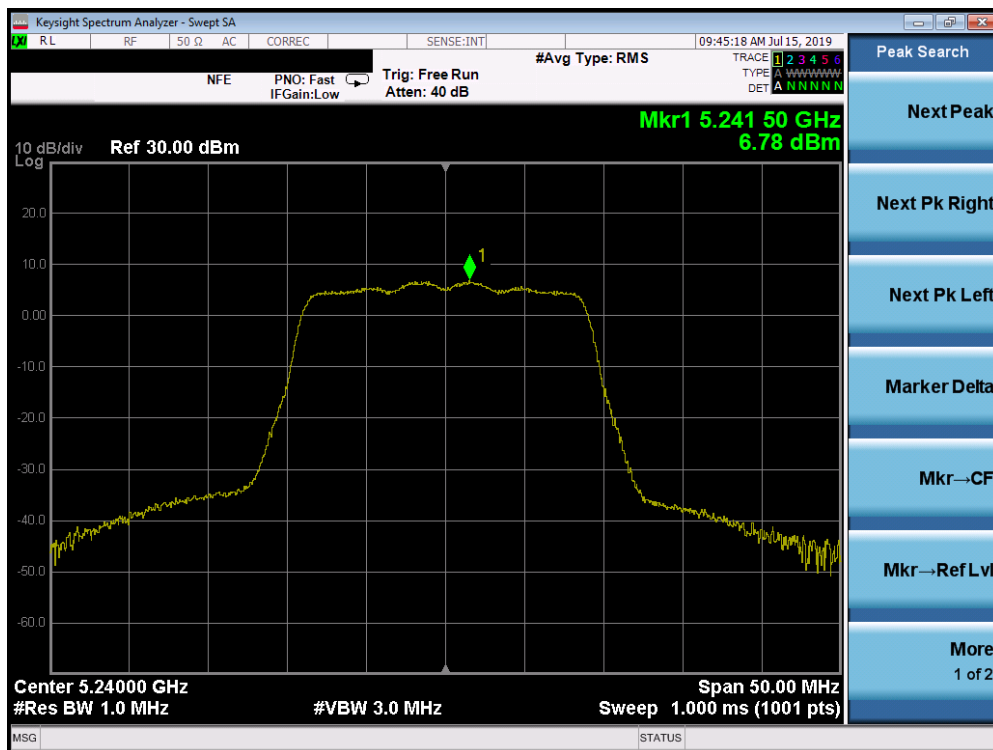 Keysight Spectrum Analyzer - Swept SA
LXI RL RF 50 Ω AC CORREC SENSE:INT 09:45:18 AM Jul 15, 2019
NFE PNO: Fast Trig: Free Run #Avg Type: RMS TRACE 1 2 3 4 5 6
IFGain:Low Atten: 40 dB TYPE A WWWWW
DET A N N N N N
Mkr1 5.241 50 GHz
6.78 dBm
10 dB/div Ref 30.00 dBm
Log
1
20.0
10.0
0.00
-10.0
-20.0
-30.0
-40.0
-50.0
-60.0
Center 5.24000 GHz Span 50.00 MHz
#Res BW 1.0 MHz #VBW 3.0 MHz Sweep 1.000 ms (1001 pts)
MSG STATUS
Peak Search
Next Peak
Next Pk Right
Next Pk Left
Marker Delta
Mkr→CF
Mkr→Ref Lvl
More
1 of 2